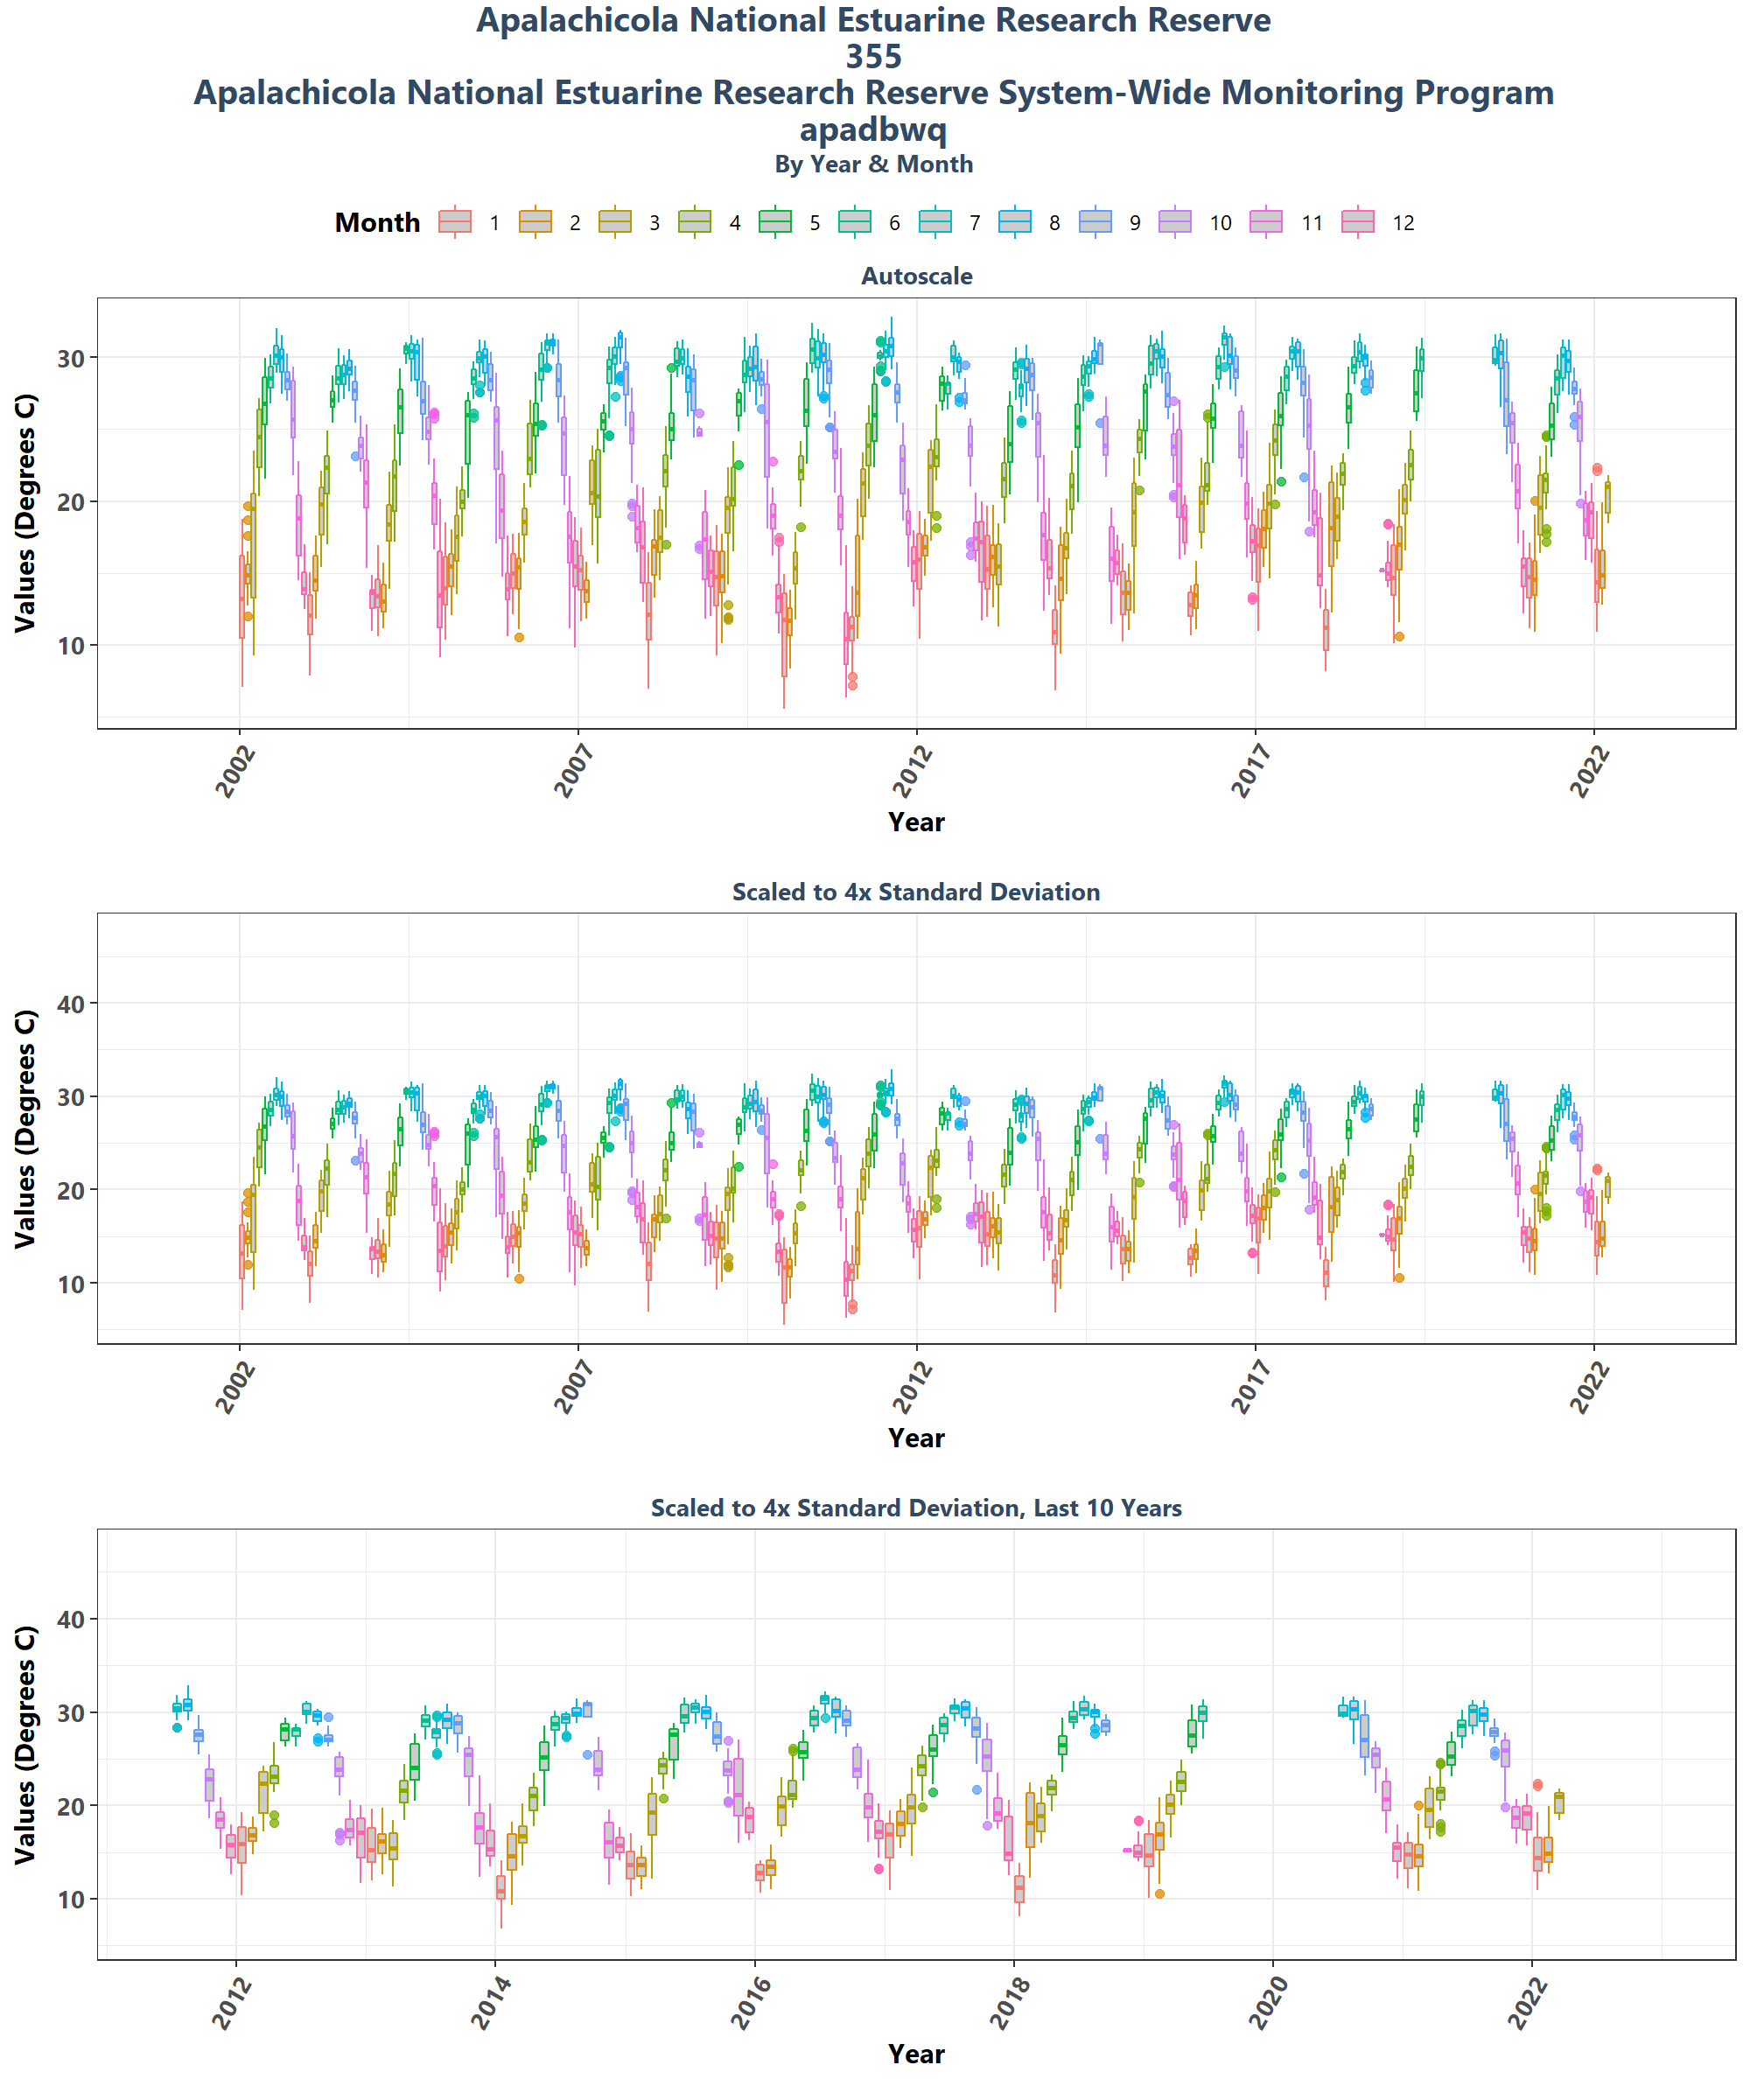 Apalachicola National Estuarine Research Reserve
355
Apalachicola National Estuarine Research Reserve System-Wide Monitoring Program
apadbwq
By Year & Month
Month 1 2 3 4 5 6 7 8 9 10 11 12
Autoscale
Values (Degrees C)
30
20
10
2002 2007 2012 2017 2022
Year
Scaled to 4x Standard Deviation
Values (Degrees C)
40
30
20
10
2002 2007 2012 2017 2022
Year
Scaled to 4x Standard Deviation, Last 10 Years
Values (Degrees C)
40
30
20
10
2012 2014 2016 2018 2020 2022
Year